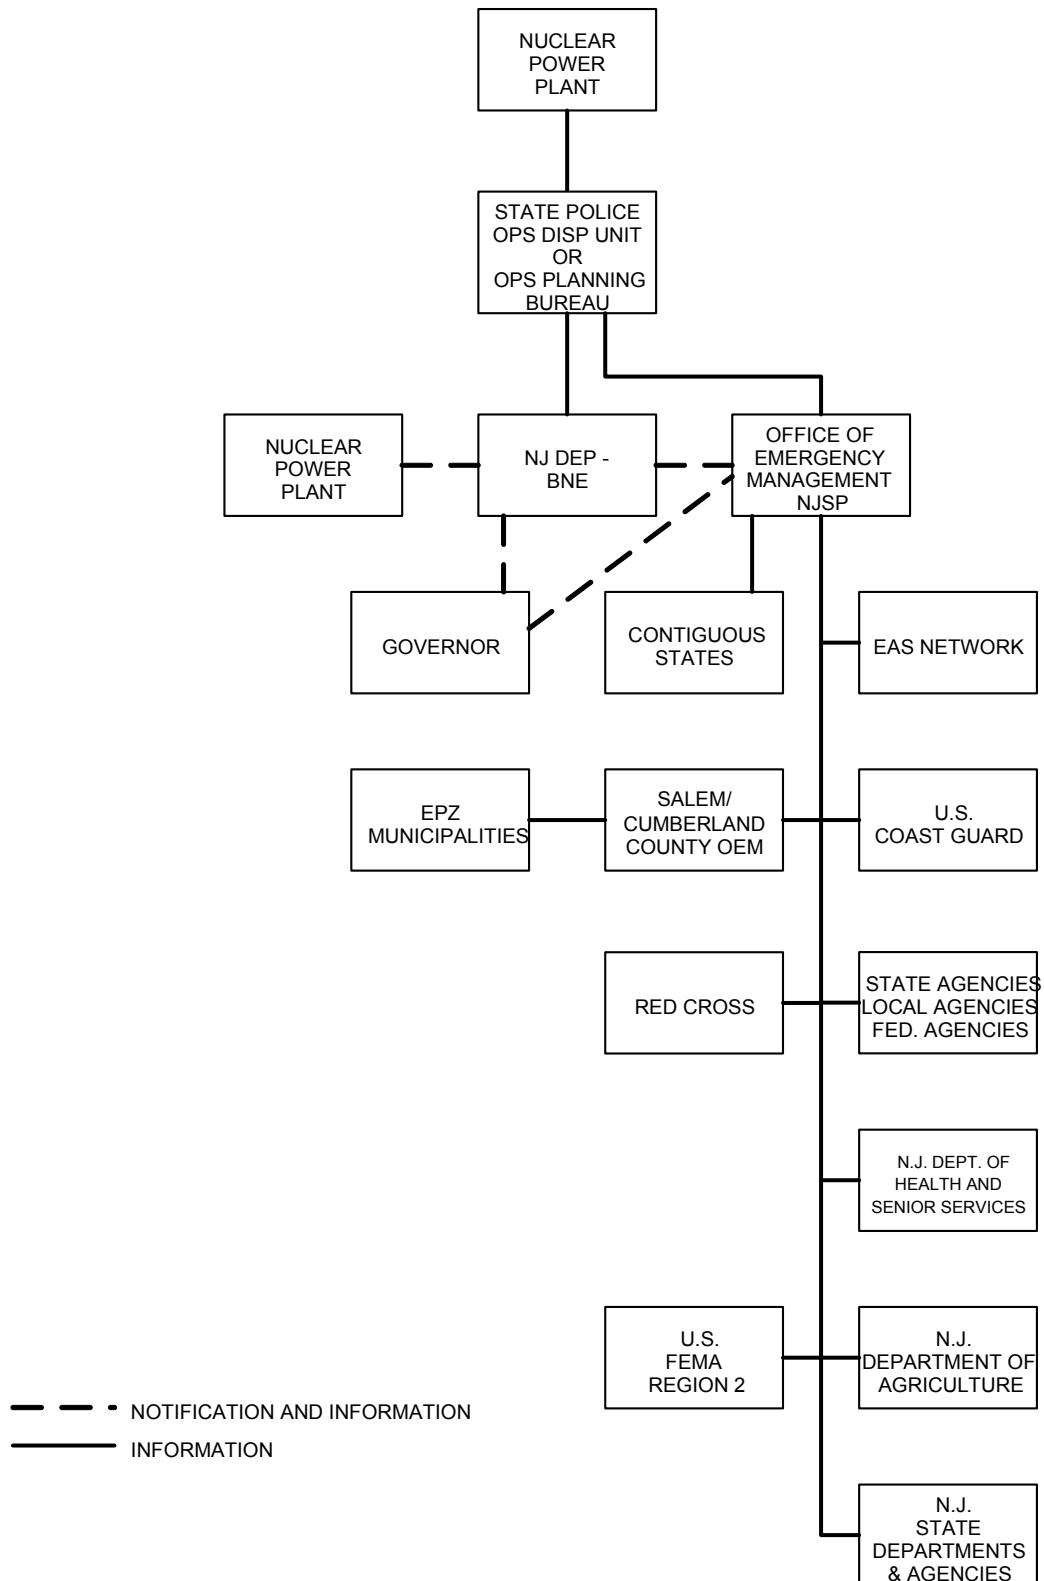 NUCLEAR
POWER
PLANT
STATE POLICE
OPS DISP UNIT
OR
OPS PLANNING
BUREAU
NUCLEAR
POWER
PLANT
NJ DEP -
BNE
OFFICE OF
EMERGENCY
MANAGEMENT
NJSP
GOVERNOR
CONTIGUOUS
STATES
EAS NETWORK
EPZ
MUNICIPALITIES
SALEM/
CUMBERLAND
COUNTY OEM
U.S.
COAST GUARD
RED CROSS
STATE AGENCIES
LOCAL AGENCIES
FED. AGENCIES
N.J. DEPT. OF
HEALTH AND
SENIOR SERVICES
U.S.
FEMA
REGION 2
N.J.
DEPARTMENT OF
AGRICULTURE
NOTIFICATION AND INFORMATION
INFORMATION
N.J.
STATE
DEPARTMENTS
& AGENCIES